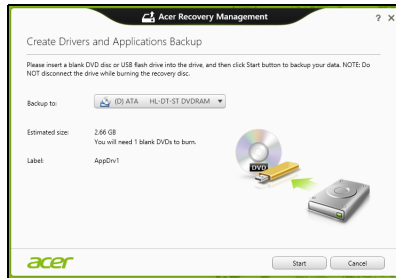 Acer Recovery Management
? X
Create Drivers and Applications Backup
Please insert a blank DVD disc or USB flash drive into the drive, and then click Start button to backup your data. NOTE: Do
NOT disconnect the drive while burning the recovery disc.
Backup to: (D) ATA HL-DT-ST DVDRAM
Estimated size: 2.66 GB
You will need 1 blank DVDs to burn.
Label: AppDrv1
DVD
acer
Start Cancel